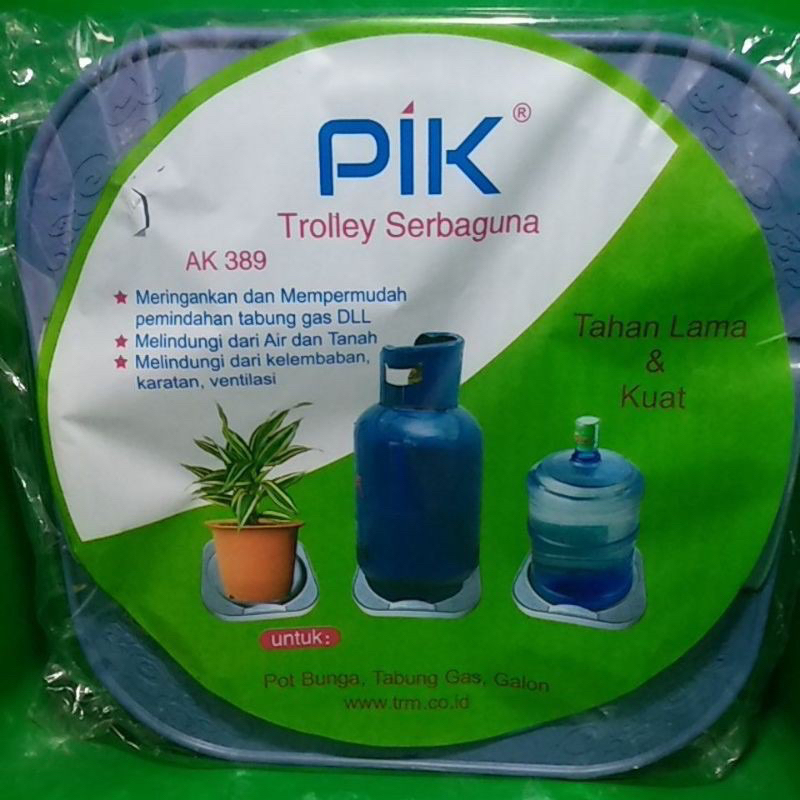 PIK®
Trolley Serbaguna
AK 389
★ Meringankan dan Mempermudah
pemindahan tabung gas DLL
★ Melindungi dari Air dan Tanah
★ Melindungi dari kelembaban,
karatan, ventilasi
Tahan Lama
&
Kuat
untuk:
Pot Bunga, Tabung Gas, Galon
www.trm.co.id